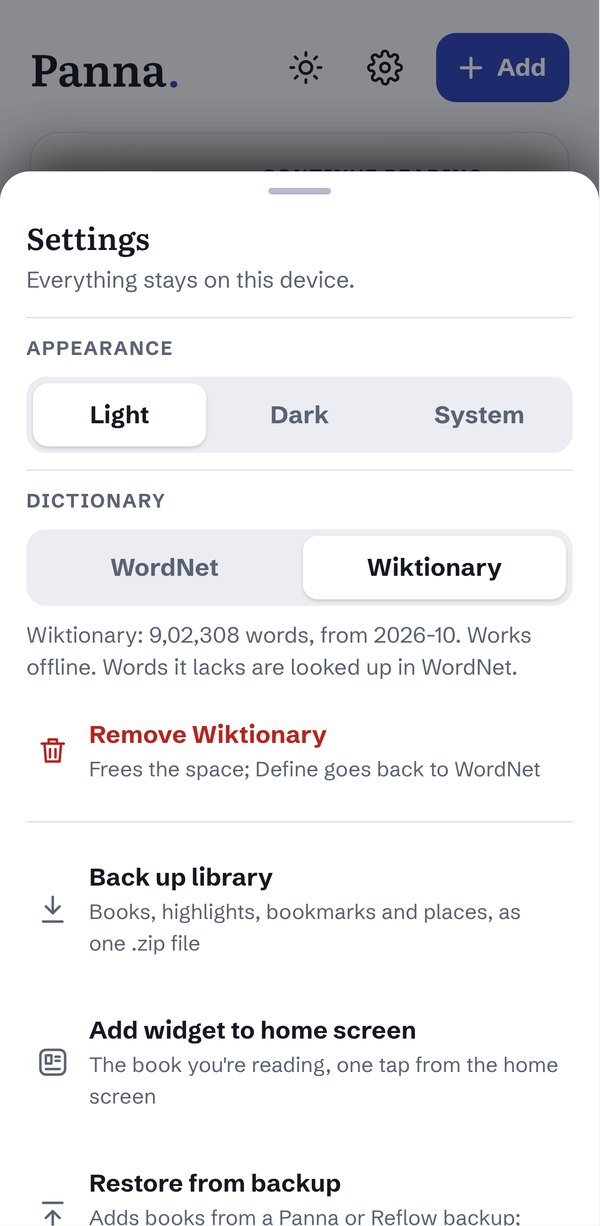 Panna.
Add
Settings
Everything stays on this device.
APPEARANCE
Light
Dark
System
DICTIONARY
WordNet
Wiktionary
Wiktionary: 9,02,308 words, from 2026-10. Works
offline. Words it lacks are looked up in WordNet.
Remove Wiktionary
Frees the space; Define goes back to WordNet
Back up library
Books, highlights, bookmarks and places, as
one .zip file
Add widget to home screen
The book you're reading, one tap from the home
screen
Restore from backup
Adds books from a Panna or Reflow backup;